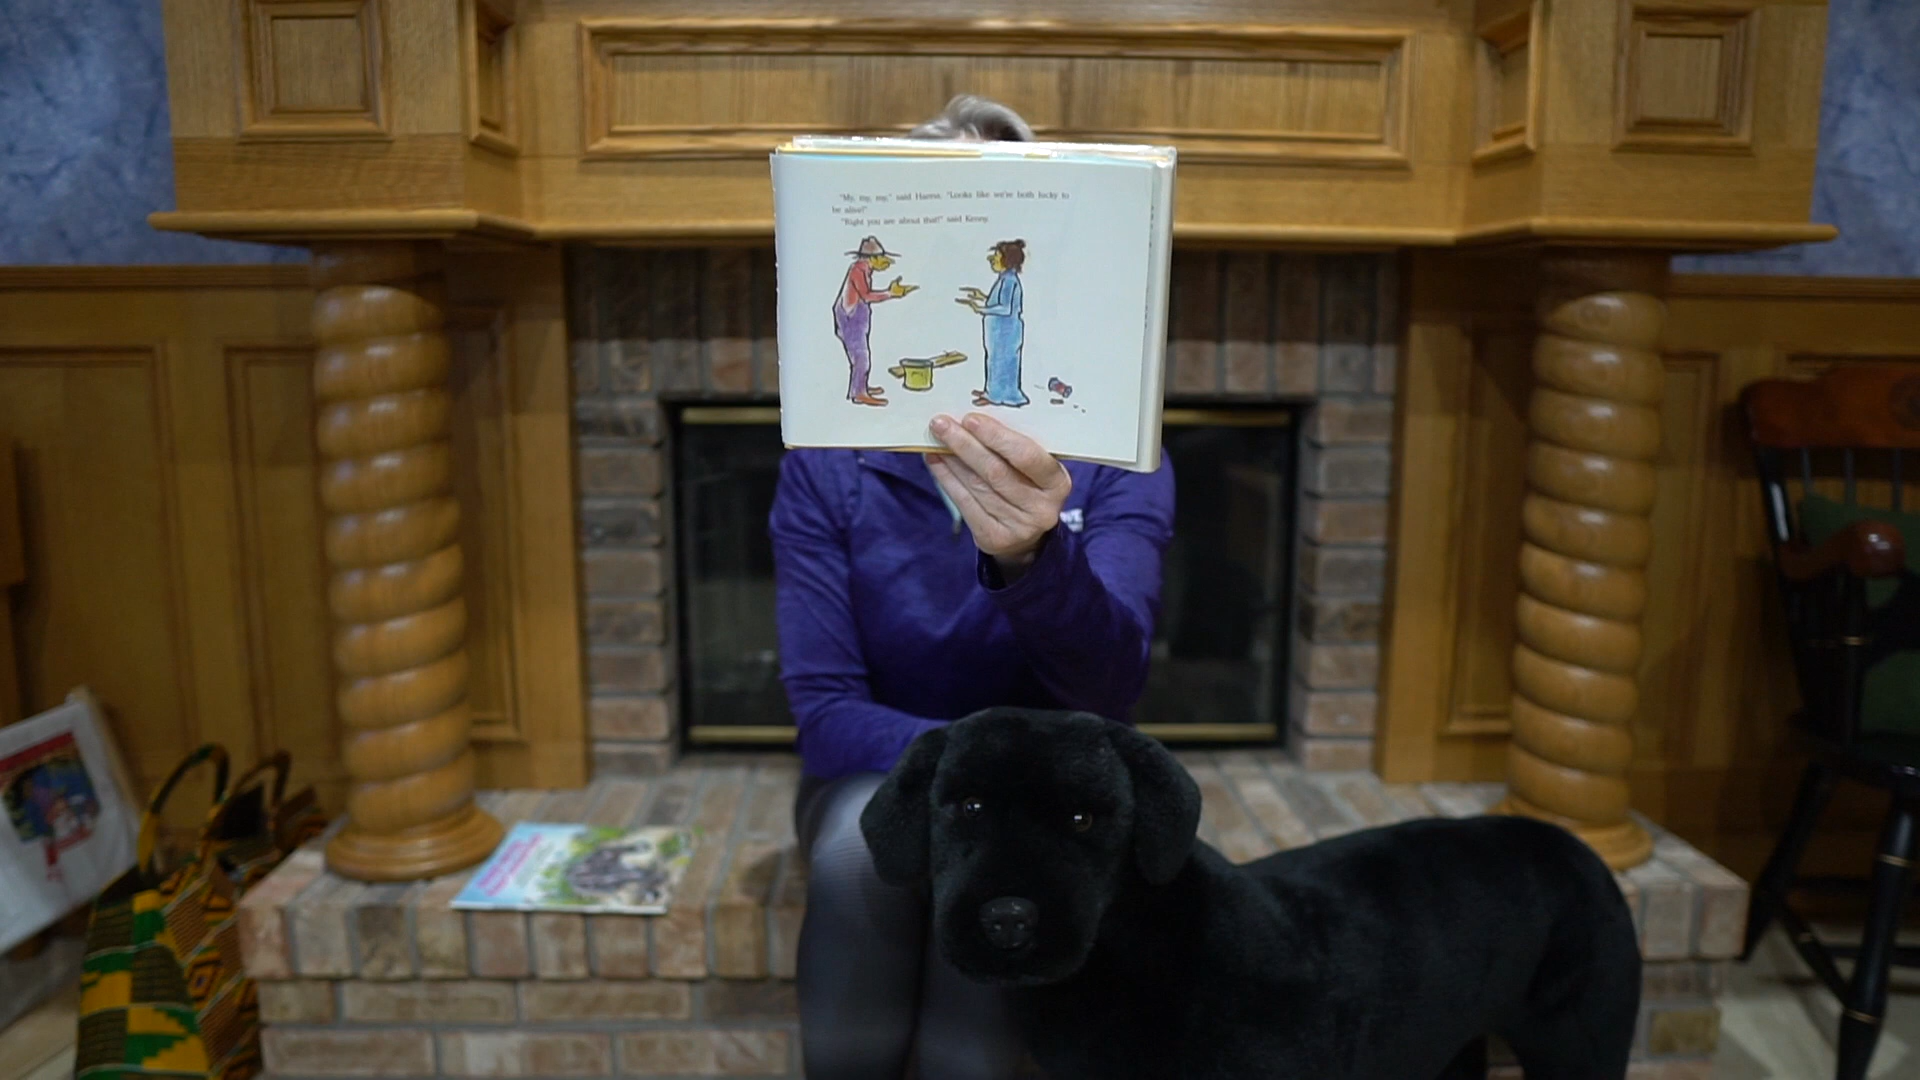 "My, my, my," said Hanna. "Looks like we're both lucky to
be alive!"
"Right you are about that!" said Kenny.